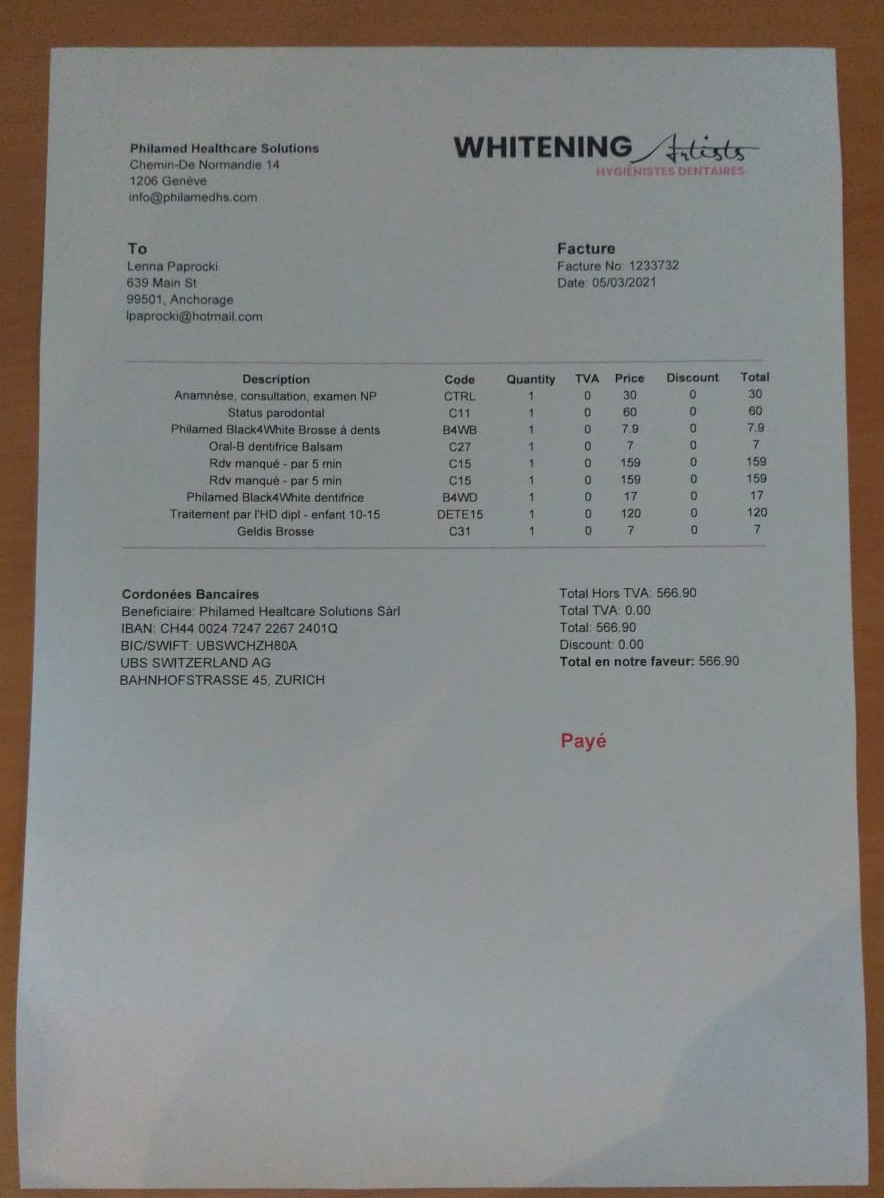 Philamed Healthcare Solutions
Chemin-De Normandie 14
1206 Genève
info@philamedhs.com
WHITENING Artists
HYGIÉNISTES DENTAIRES
To
Lenna Paprocki
639 Main St
99501, Anchorage
lpaprocki@hotmail.com
Facture
Facture No: 1233732
Date: 05/03/2021
Description Code Quantity TVA Price Discount Total
Anamnèse, consultation, examen NP CTRL 1 0 30 0 30
Status parodontal C11 1 0 60 0 60
Philamed Black4White Brosse à dents B4WB 1 0 7.9 0 7.9
Oral-B dentifrice Balsam C27 1 0 7 0 7
Rdv manqué - par 5 min C15 1 0 159 0 159
Rdv manqué - par 5 min C15 1 0 159 0 159
Philamed Black4White dentifrice B4WD 1 0 17 0 17
Traitement par l'HD dipl - enfant 10-15 DETE15 1 0 120 0 120
Geldis Brosse C31 1 0 7 0 7
Cordonées Bancaires
Beneficiaire: Philamed Healtcare Solutions Sàrl
IBAN: CH44 0024 7247 2267 2401Q
BIC/SWIFT: UBSWCHZH80A
UBS SWITZERLAND AG
BAHNHOFSTRASSE 45, ZURICH
Total Hors TVA: 566.90
Total TVA: 0.00
Total: 566.90
Discount: 0.00
Total en notre faveur: 566.90
Payé